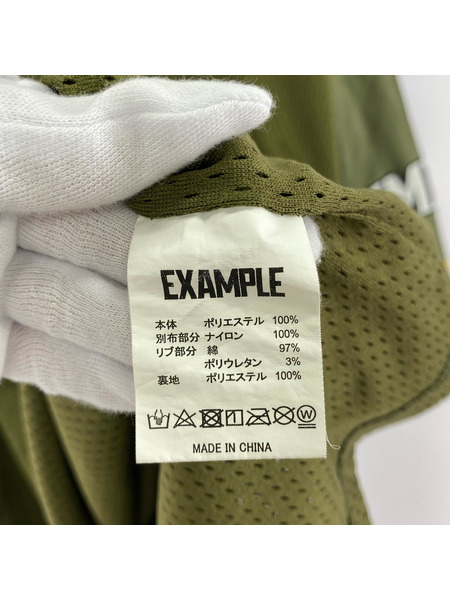 EXAMPLE
本体 ポリエステル 100%
別布部分 ナイロン 100%
リブ部分 綿 97%
ポリウレタン 3%
裏地 ポリエステル 100%
W
MADE IN CHINA
M